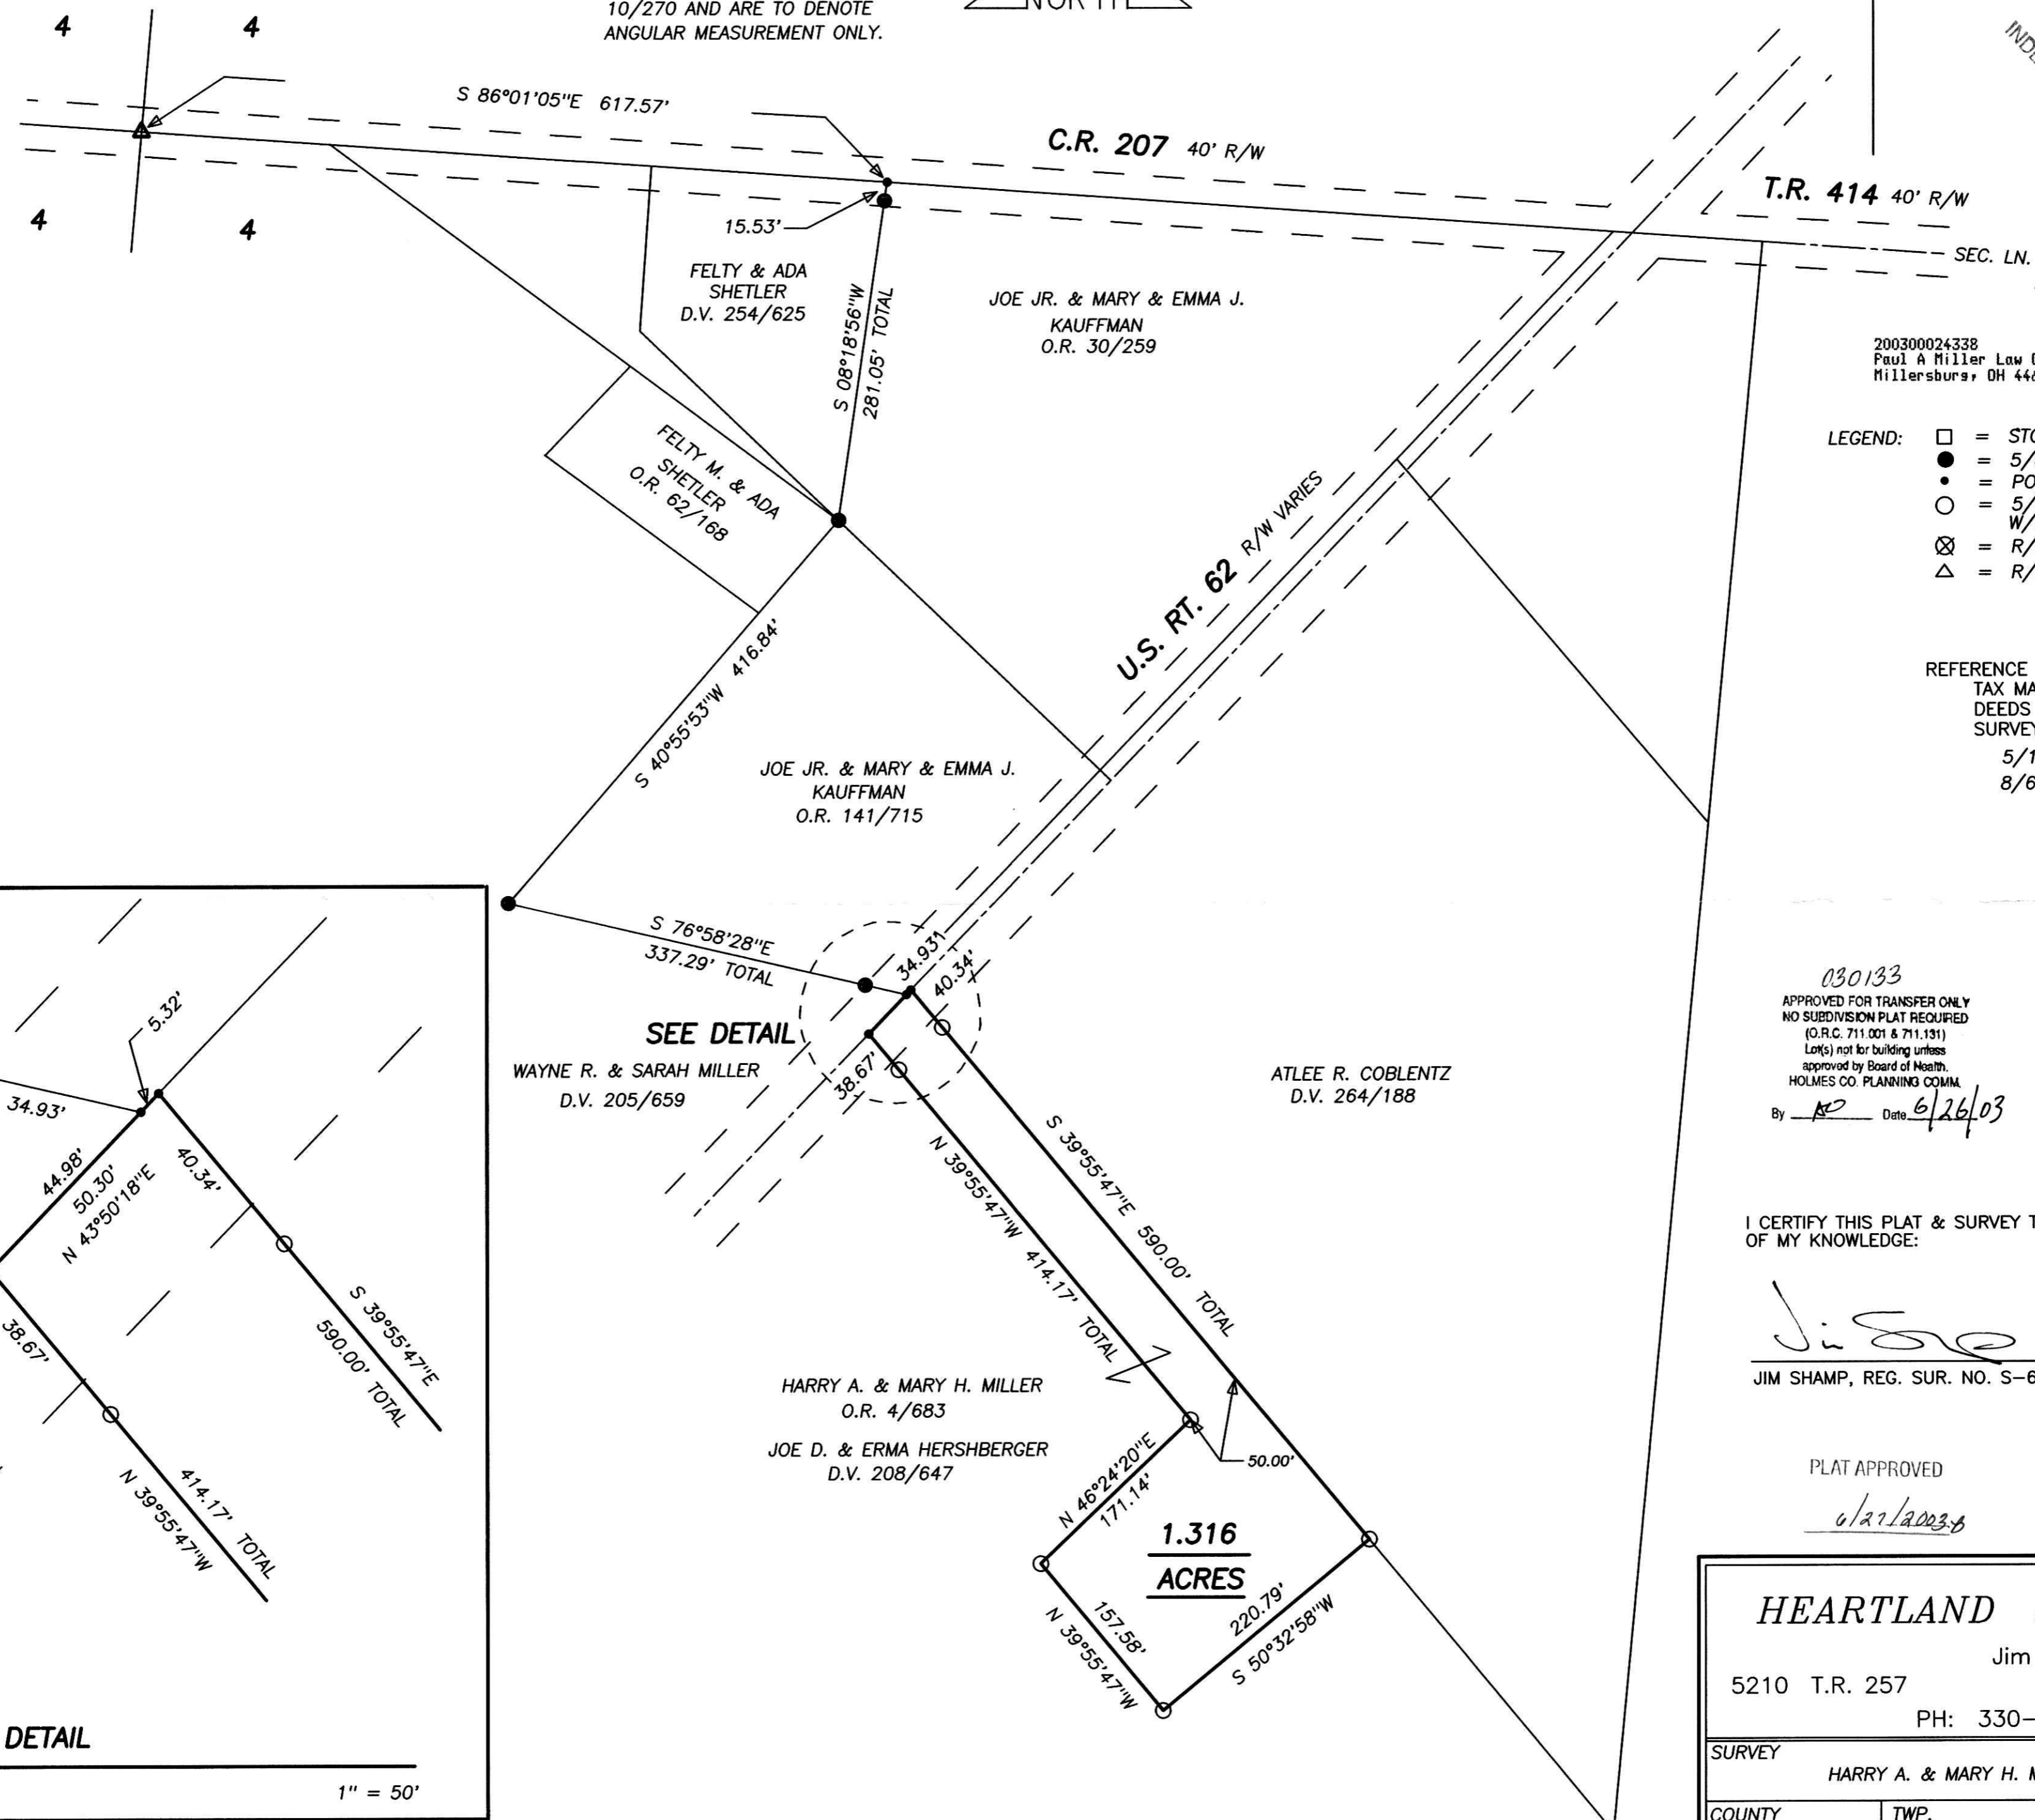 10/270 AND ARE TO DENOTE
ANGULAR MEASUREMENT ONLY.
NORTH
4
4
4
4
S 86°01'05"E 617.57'
C.R. 207 40' R/W
T.R. 414 40' R/W
SEC. LN.
15.53'
FELTY & ADA
SHETLER
D.V. 254/625
S 08°18'56"W
281.05' TOTAL
JOE JR. & MARY & EMMA J.
KAUFFMAN
O.R. 30/259
200300024338
Paul A Miller Law
Millersburg, OH
LEGEND:
□ =
● = 5/
• =
○ = 5/
W/
⊗ = R/
△ = R/
FELTY M. & ADA
SHETLER
O.R. 62/168
U.S. RT. 62 R/W VARIES
REFERENCE
TAX
DEEDS
5/1
8/6
S 40°55'53"W 416.84'
JOE JR. & MARY & EMMA J.
KAUFFMAN
O.R. 141/715
S 76°58'28"E
337.29' TOTAL
34.93'
40.34'
38.67'
SEE DETAIL
WAYNE R. & SARAH MILLER
D.V. 205/659
ATLEE R. COBLENTZ
D.V. 264/188
030133
APPROVED FOR TRANSFER ONLY
NO SUBDIVISION PLAT REQUIRED
(O.R.C. 711.001 & 711.131)
Lot(s) not for building unless
approved by Board of Health.
HOLMES CO. PLANNING COMM.
By Date 6/26/03
I CERTIFY THIS PLAT & SURVEY
OF MY KNOWLEDGE:
JIM SHAMP, REG. SUR. NO. S-6
PLAT APPROVED
6/27/2003
S 39°55'47"E 590.00' TOTAL
N 39°55'47"W 414.17' TOTAL
HARRY A. & MARY H. MILLER
O.R. 4/683
JOE D. & ERMA HERSHBERGER
D.V. 208/647
50.00'
N 46°24'20"E
171.14'
1.316
ACRES
157.58'
N 39°55'47"W
220.79'
S 50°32'58"W
5.32'
34.93'
44.98'
50.30'
N 43°50'18"E
40.34'
S 39°55'47"E
590.00' TOTAL
38.67'
414.17' TOTAL
N 39°55'47"W
DETAIL
1" = 50'
HEARTLAND
Jim
5210 T.R. 257
PH: 330-
SURVEY
HARRY A. & MARY H.
COUNTY
TWP.